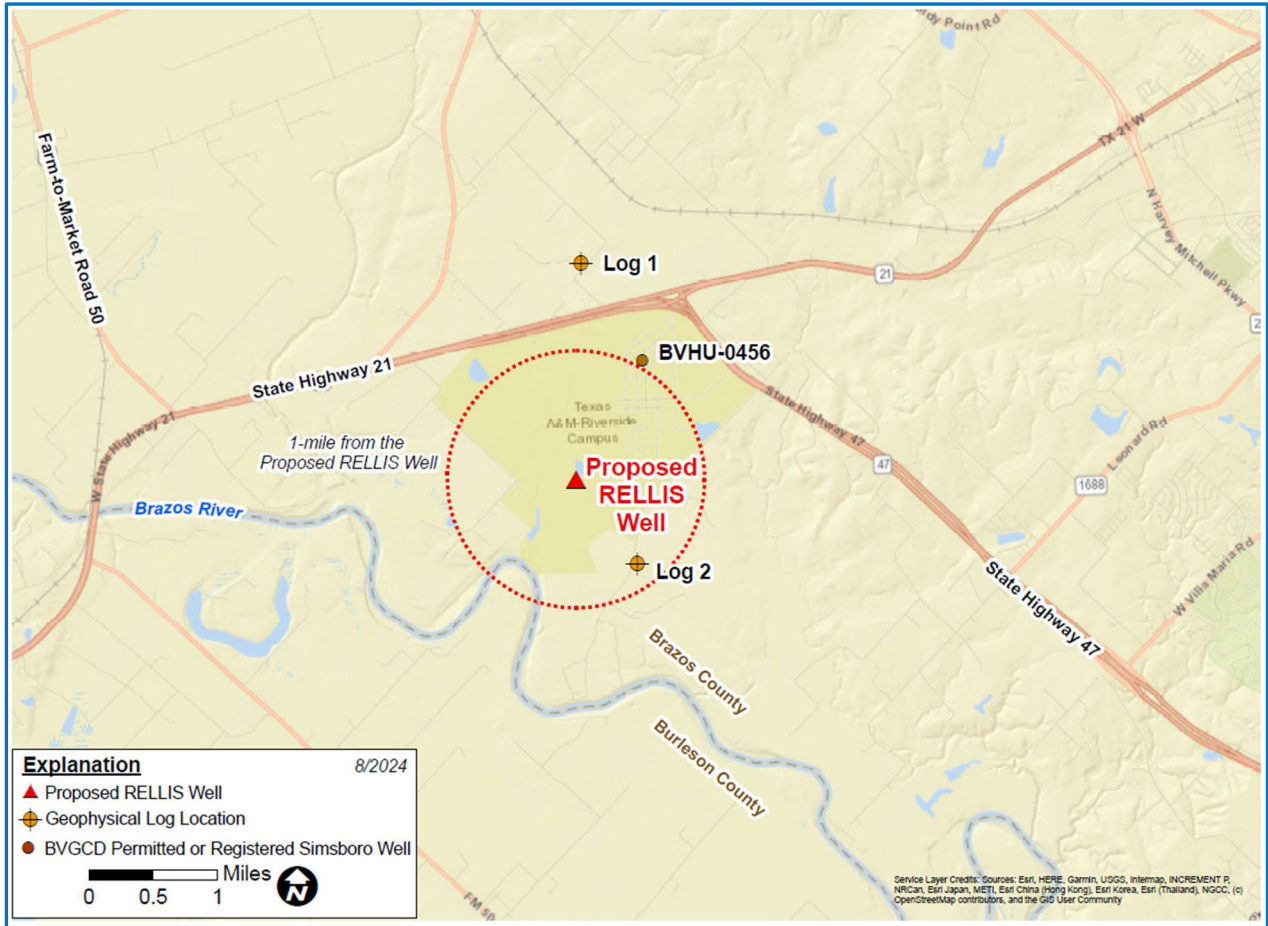 TX 21 W
N Harvey Mitchell Pkwy
Farm-to-Market Road 50
Log 1
21
2
BVHU-0456
State Highway 21
W State Highway 21
Texas
A&M-Riverside
Campus
State Highway 47
47
1-mile from the
Proposed RELLIS Well
Proposed
RELLIS
Well
1688
Brazos River
Log 2
State Highway 47
W Villa Maria Rd
Brazos County
Burleson County
Explanation
8/2024
Proposed RELLIS Well
Geophysical Log Location
BVGCD Permitted or Registered Simsboro Well
Miles
0 0.5 1
N
FM 50
Service Layer Credits: Sources: Esri, HERE, Garmin, USGS, Intermap, INCREMENT P,
NRCan, Esri Japan, METI, Esri China (Hong Kong), Esri Korea, Esri (Thailand), NGCC, (c)
OpenStreetMap contributors, and the GIS User Community